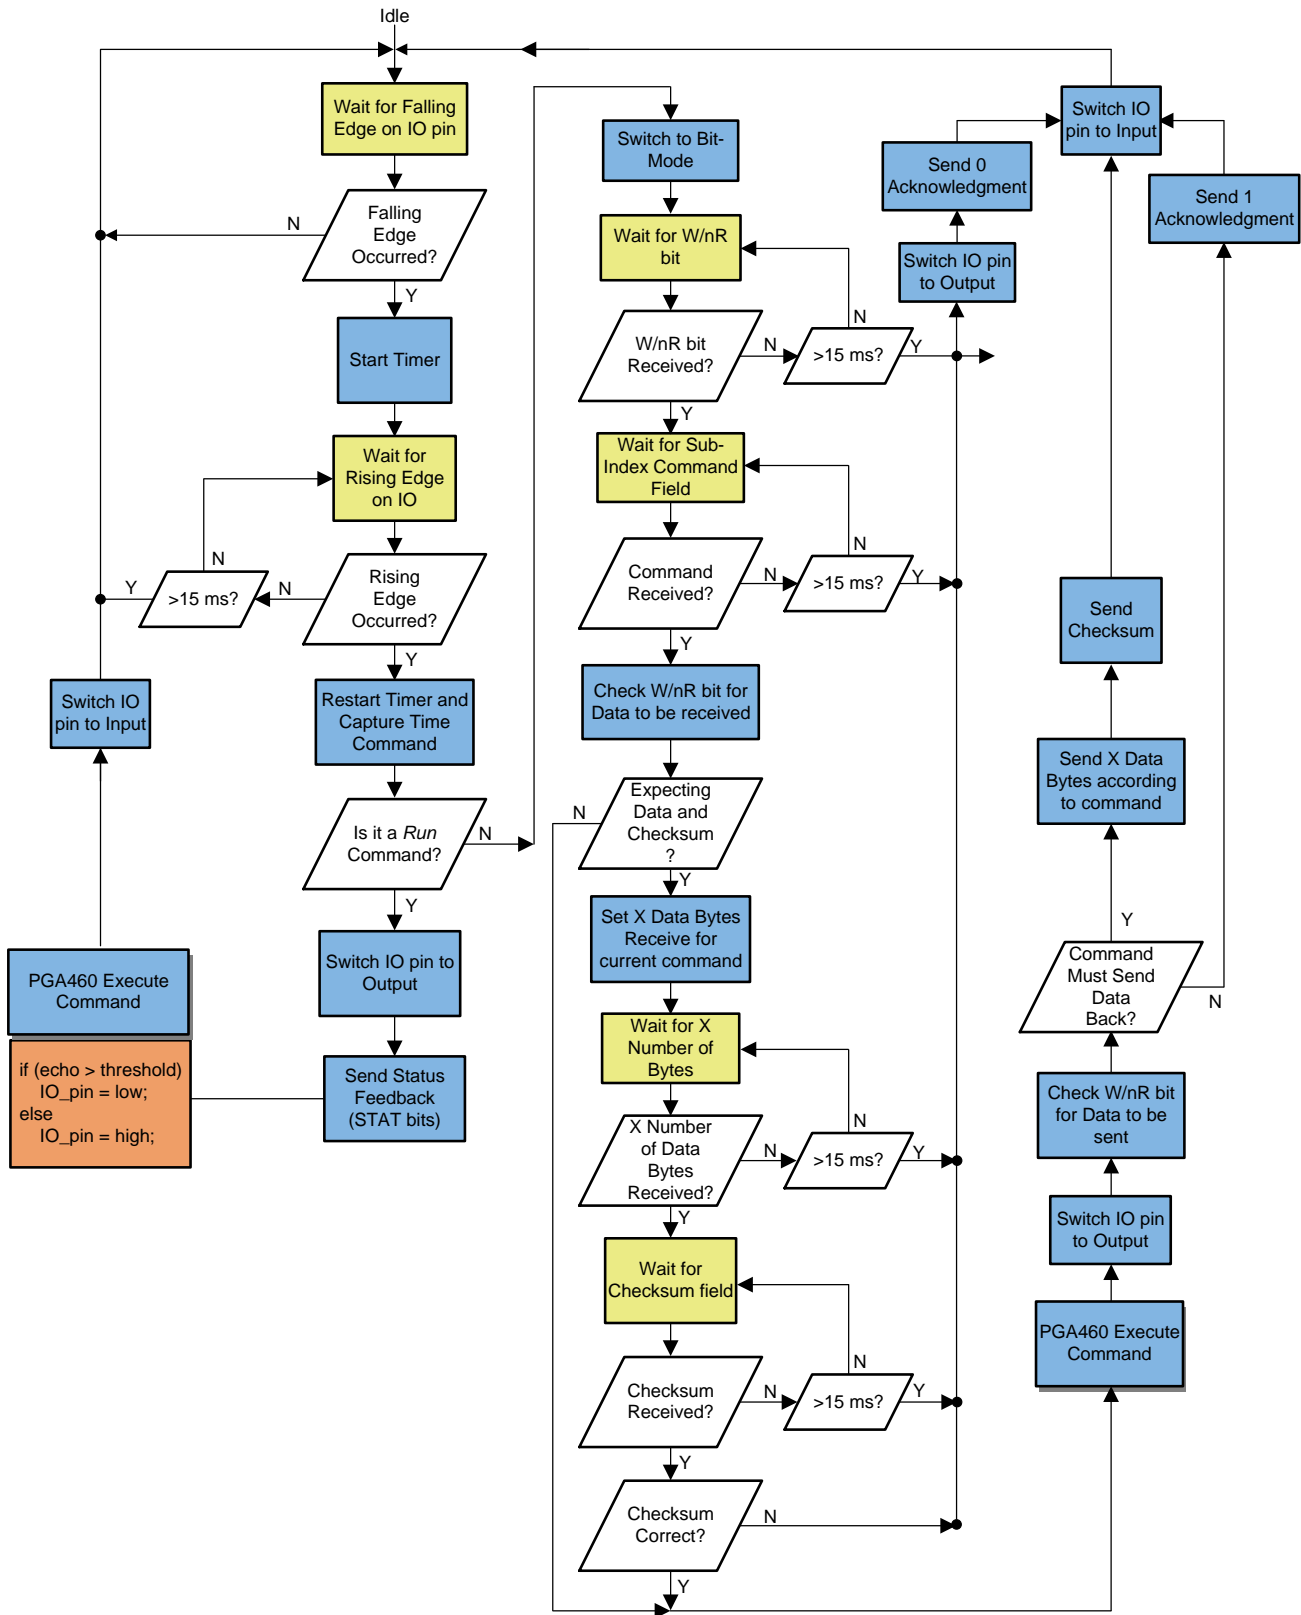 Idle
Wait for Falling
Edge on IO pin
Falling
Edge
Occurred?
N
Y
Start Timer
Wait for
Rising Edge
on IO
Rising
Edge
Occurred?
N
>15 ms?
N
Y
Y
Restart Timer and
Capture Time
Command
Is it a Run
Command?
N
Y
Switch IO pin to
Output
Send Status
Feedback
(STAT bits)
Switch IO
pin to Input
PGA460 Execute
Command
if (echo > threshold)
IO_pin = low;
else
IO_pin = high;
Switch to Bit-
Mode
Wait for W/nR
bit
W/nR bit
Received?
N
>15 ms?
N
Y
Y
Wait for Sub-
Index Command
Field
Command
Received?
N
>15 ms?
N
Y
Y
Check W/nR bit for
Data to be received
Expecting
Data and
Checksum
?
N
Y
Set X Data Bytes
Receive for
current command
Wait for X
Number of
Bytes
X Number
of Data
Bytes
Received?
N
>15 ms?
N
Y
Y
Wait for
Checksum field
Checksum
Received?
N
>15 ms?
N
Y
Y
Checksum
Correct?
N
Y
Send 0
Acknowledgment
Switch IO pin
to Output
Switch IO
pin to Input
Send 1
Acknowledgment
Send
Checksum
Send X Data
Bytes according
to command
Y
Command
Must Send
Data
Back?
N
Check W/nR bit
for Data to be
sent
Switch IO pin
to Output
PGA460 Execute
Command